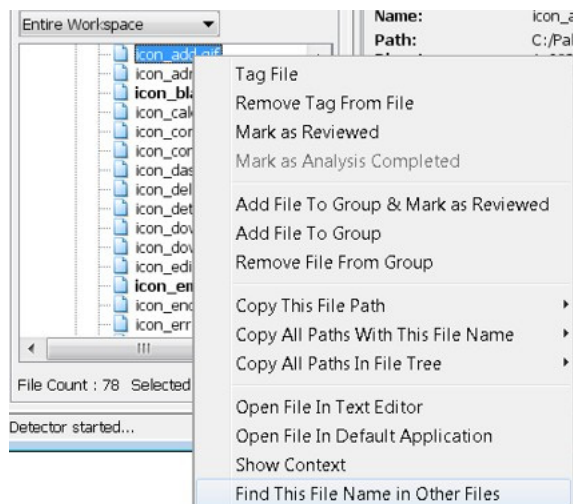 Entire Workspace
Name:
icon_a
Path:
C:/Pal
icon_add.gif
icon_adr
icon_bla
icon_cak
icon_cor
icon_cor
icon_das
icon_del
icon_det
icon_dov
icon_dov
icon_edi
icon_en
icon_enc
icon_err
File Count : 78 Selected
Detector started...
Tag File
Remove Tag From File
Mark as Reviewed
Mark as Analysis Completed
Add File To Group & Mark as Reviewed
Add File To Group
Remove File From Group
Copy This File Path
Copy All Paths With This File Name
Copy All Paths In File Tree
Open File In Text Editor
Open File In Default Application
Show Context
Find This File Name in Other Files